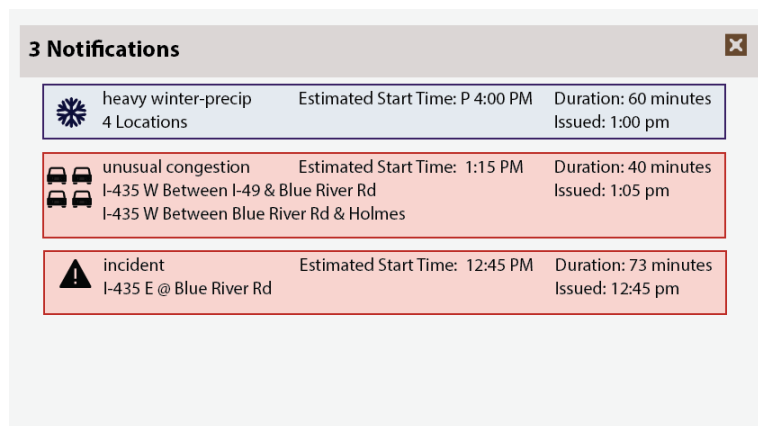 3 Notifications
heavy winter-precip Estimated Start Time: P 4:00 PM Duration: 60 minutes
4 Locations Issued: 1:00 pm
unusual congestion Estimated Start Time: 1:15 PM Duration: 40 minutes
I-435 W Between I-49 & Blue River Rd Issued: 1:05 pm
I-435 W Between Blue River Rd & Holmes
incident Estimated Start Time: 12:45 PM Duration: 73 minutes
I-435 E @ Blue River Rd Issued: 12:45 pm